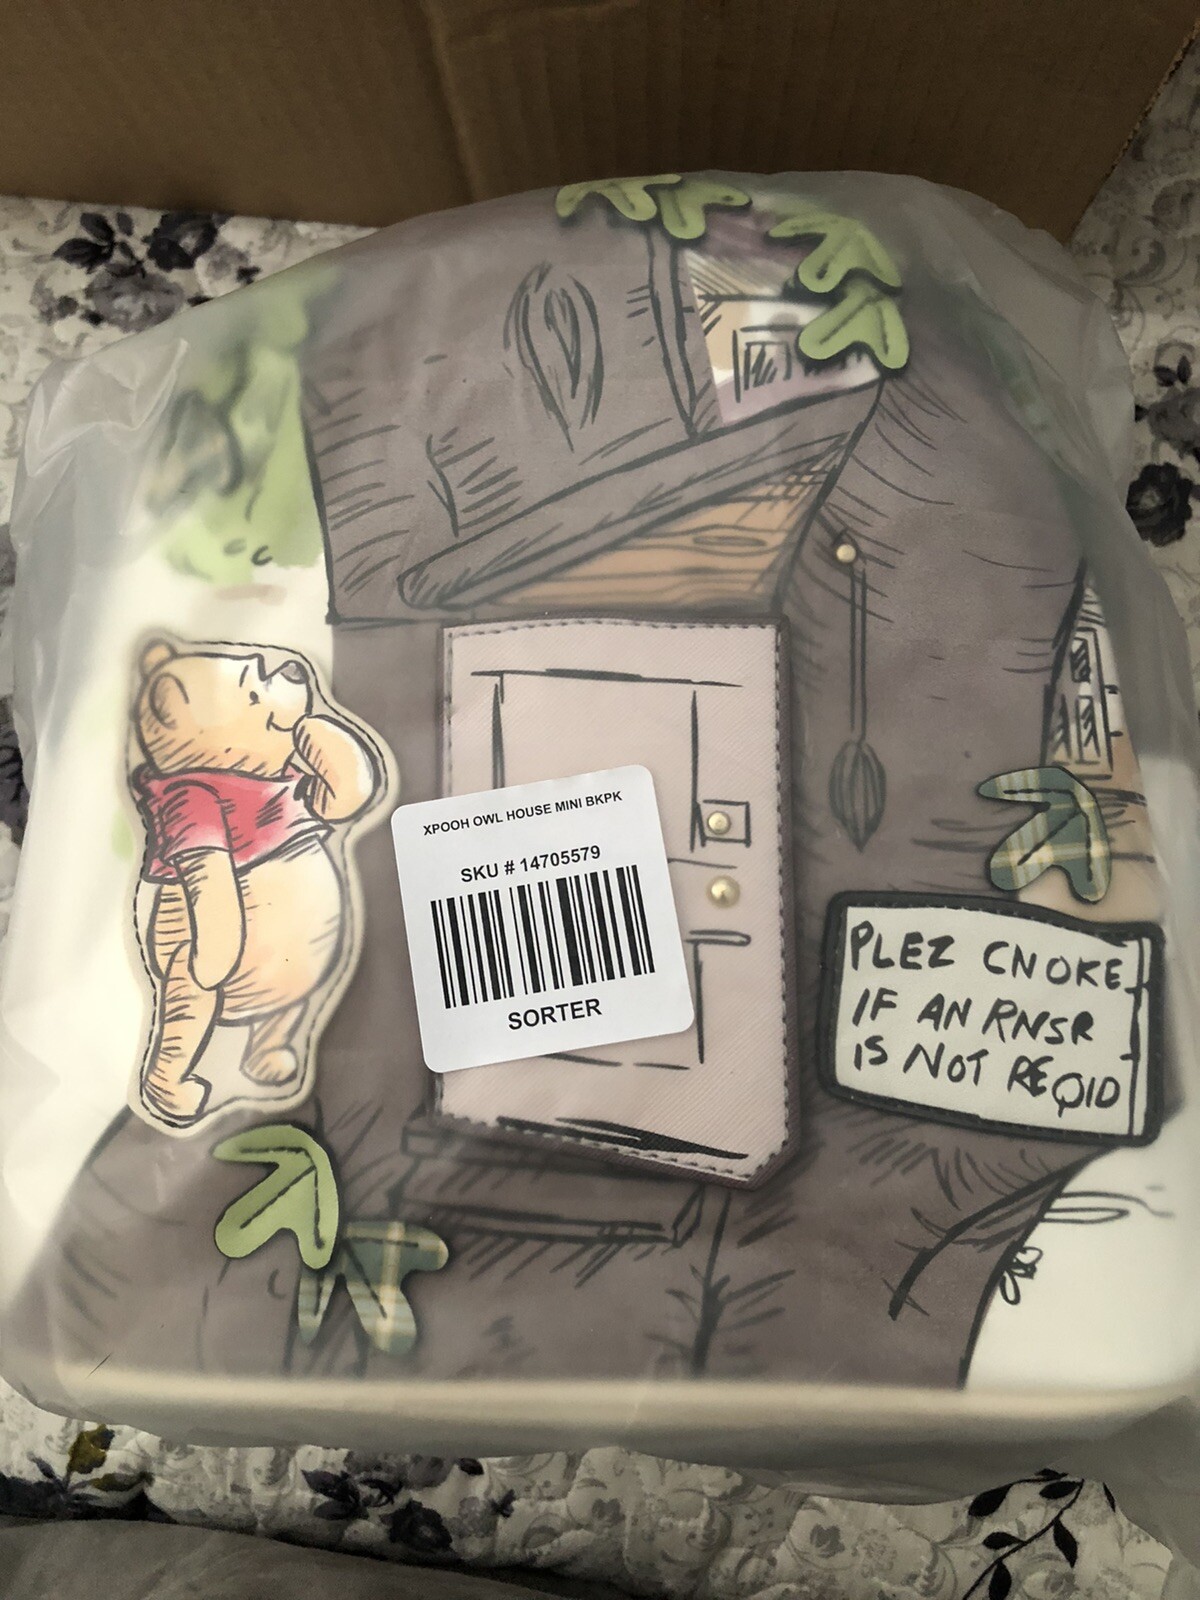 XPOOH OWL HOUSE MINI BKPK
SKU # 14705579
SORTER
PLEZ CNOKE
IF AN RNSR
IS NOT REQID